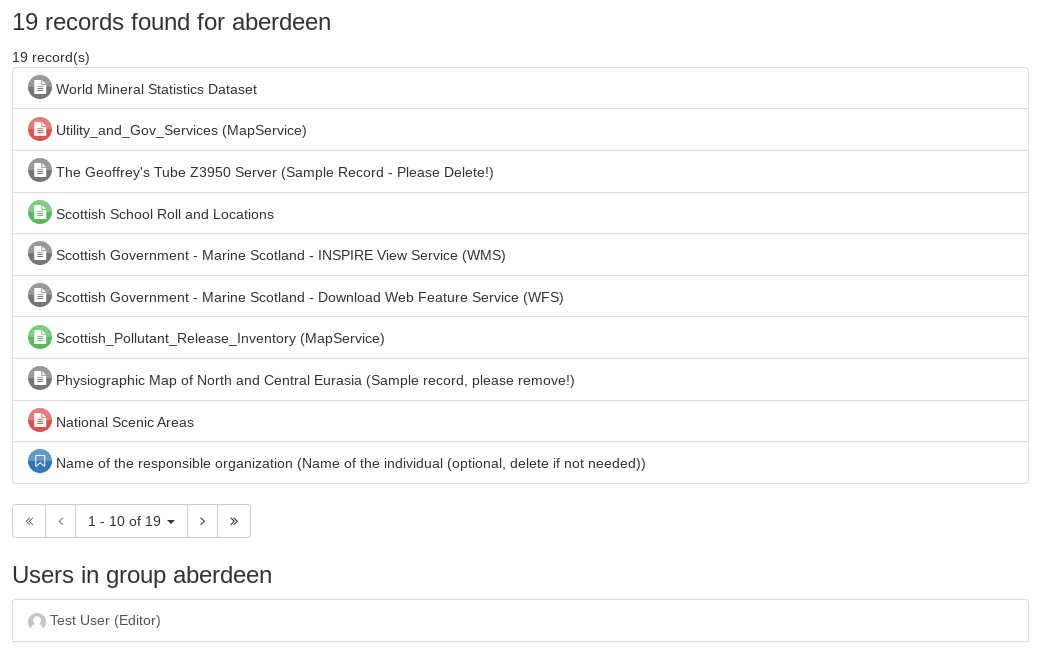 19 records found for aberdeen
19 record(s)
World Mineral Statistics Dataset
Utility_and_Gov_Services (MapService)
The Geoffrey's Tube Z3950 Server (Sample Record - Please Delete!)
Scottish School Roll and Locations
Scottish Government - Marine Scotland - INSPIRE View Service (WMS)
Scottish Government - Marine Scotland - Download Web Feature Service (WFS)
Scottish_Pollutant_Release_Inventory (MapService)
Physiographic Map of North and Central Eurasia (Sample record, please remove!)
National Scenic Areas
Name of the responsible organization (Name of the individual (optional, delete if not needed))
« ‹ 1 - 10 of 19 › »
Users in group aberdeen
Test User (Editor)